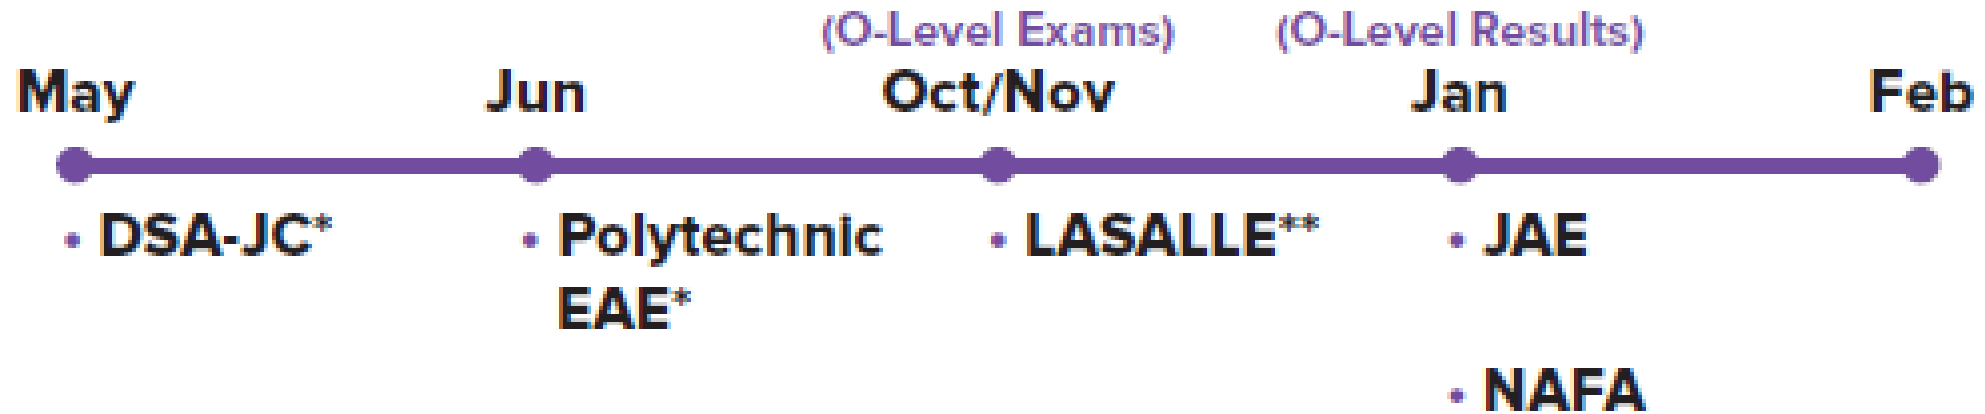 (O-Level Exams) (O-Level Results)
May Jun Oct/Nov Jan Feb
• DSA-JC* • Polytechnic • LASALLE** • JAE
EAE*
• NAFA